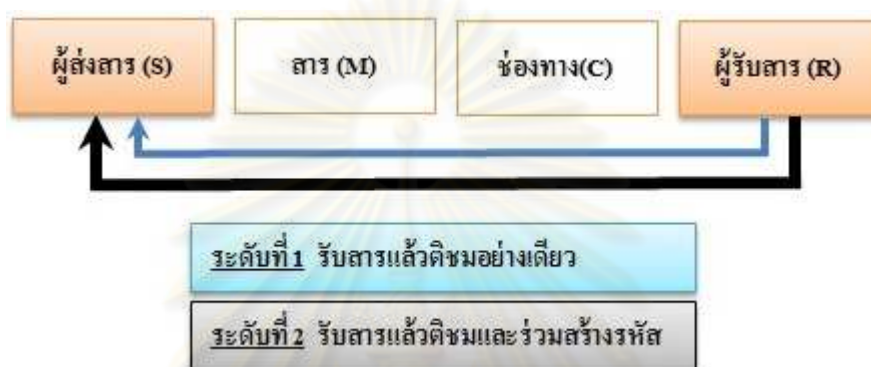 ผู้ส่งสาร (S)
สาร (M)
ช่องทาง(C)
ผู้รับสาร (R)
ระดับที่ 1 รับสารแล้วติชมอย่างเดียว
ระดับที่ 2 รับสารแล้วติชมและร่วมสร้างรหัส